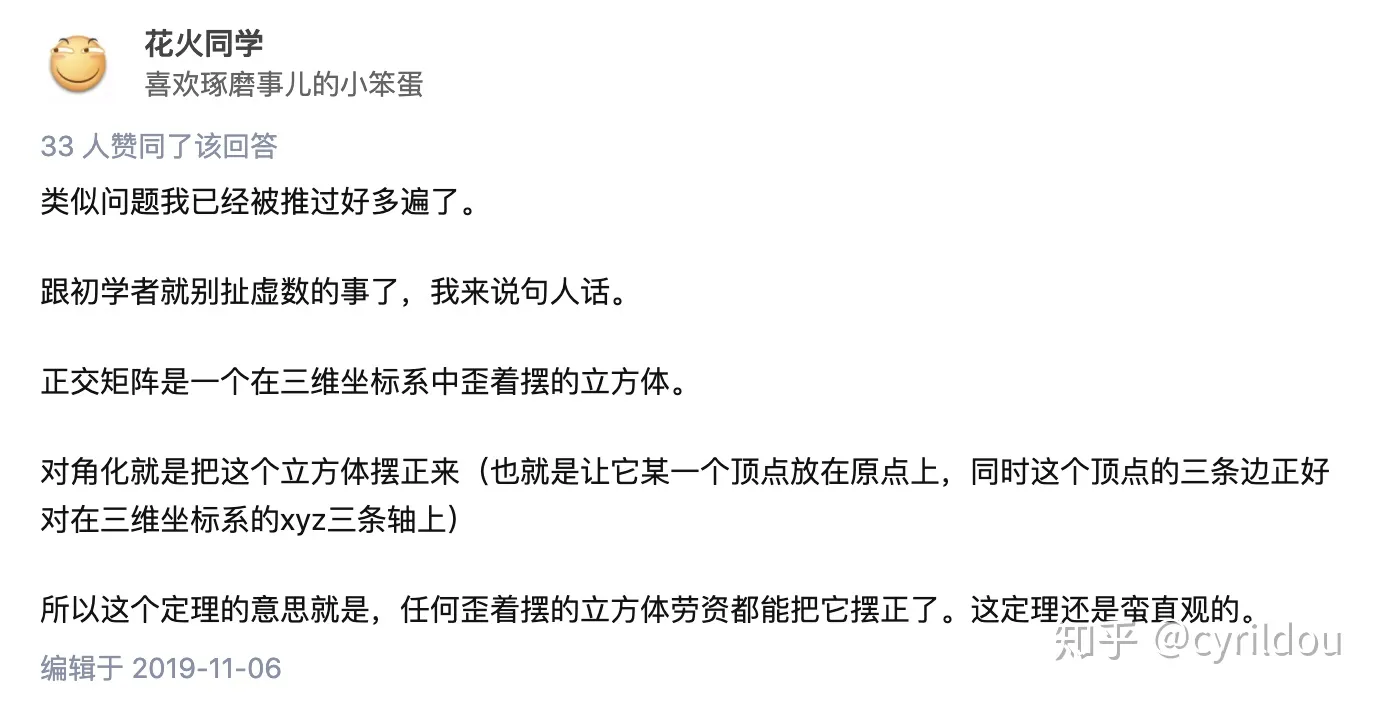 花火同学
喜欢琢磨事儿的小笨蛋
33 人赞同了该回答
类似问题我已经被推过好多遍了。
跟初学者就别扯虚数的事了，我来说句人话。
正交矩阵是一个在三维坐标系中歪着摆的立方体。
对角化就是把这个立方体摆正来（也就是让它某一个顶点放在原点上，同时这个顶点的三条边正好
对在三维坐标系的xyz三条轴上）
所以这个定理的意思就是，任何歪着摆的立方体劳资都能把它摆正了。这定理还是蛮直观的。
知乎 @cyrildou
编辑于 2019-11-06